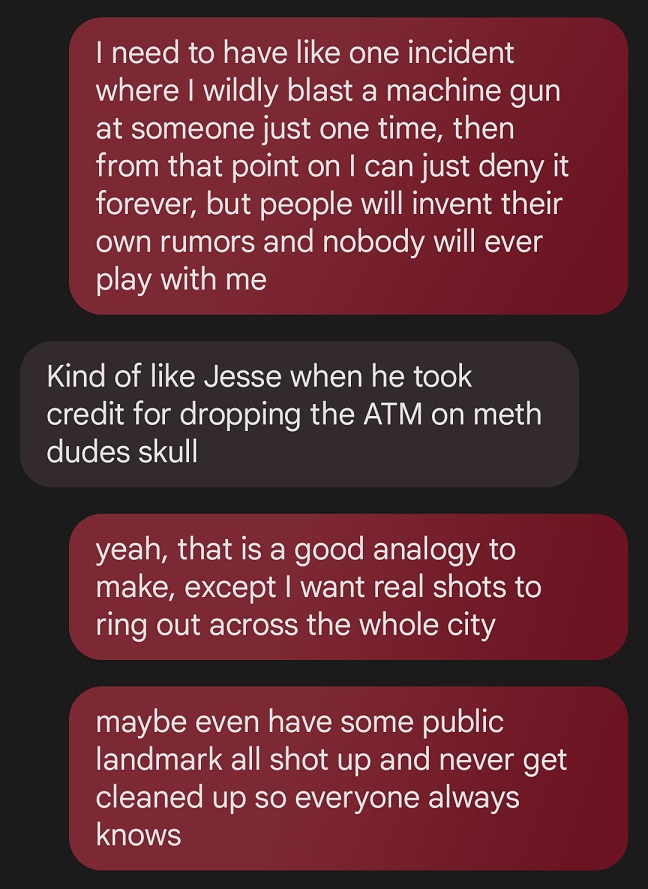 I need to have like one incident
where I wildly blast a machine gun
at someone just one time, then
from that point on I can just deny it
forever, but people will invent their
own rumors and nobody will ever
play with me
Kind of like Jesse when he took
credit for dropping the ATM on meth
dudes skull
yeah, that is a good analogy to
make, except I want real shots to
ring out across the whole city
maybe even have some public
landmark all shot up and never get
cleaned up so everyone always
knows